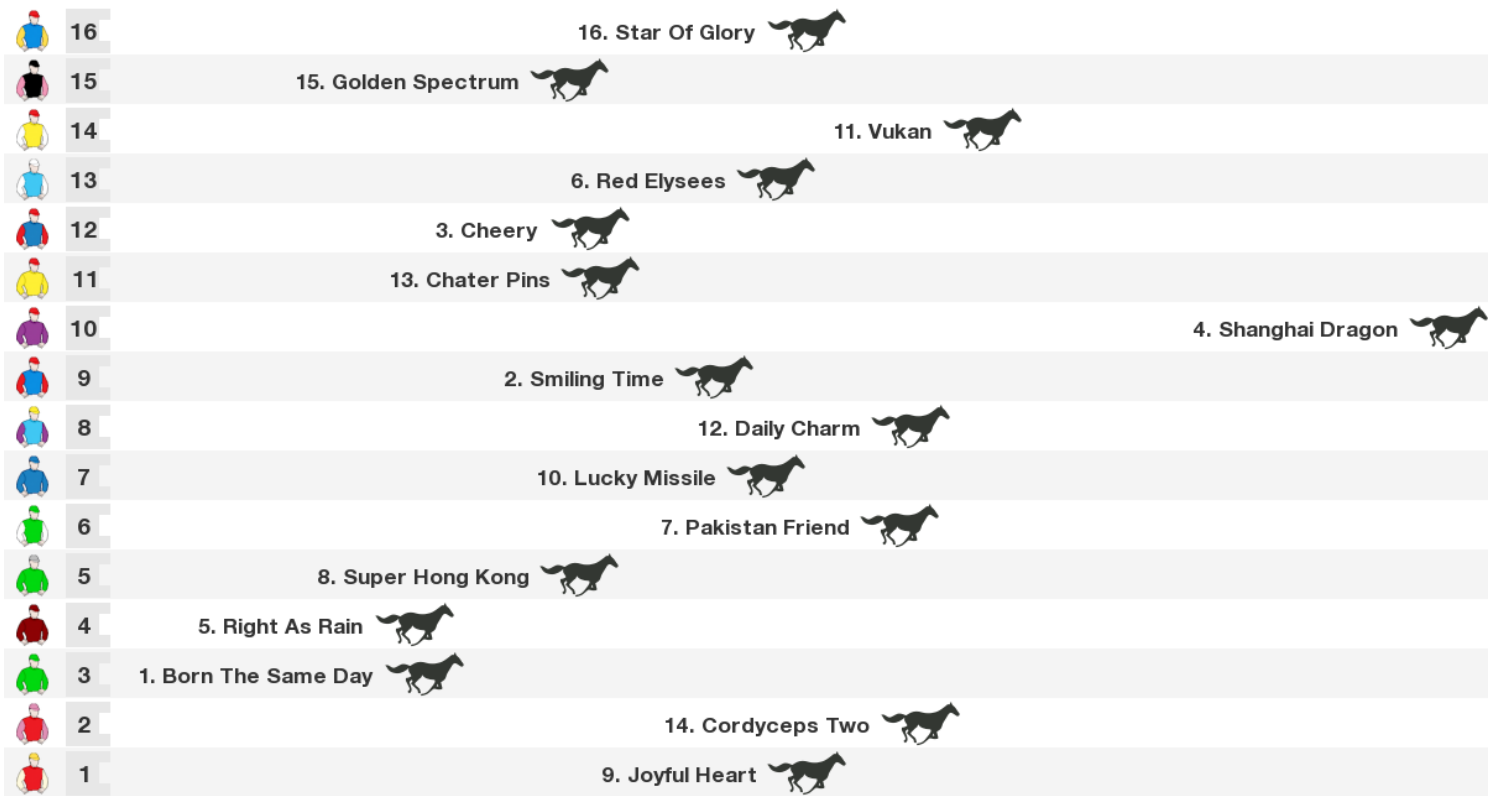 16 16. Star Of Glory
15 15. Golden Spectrum
14 11. Vukan
13 6. Red Elysees
12 3. Cheery
11 13. Chater Pins
10 4. Shanghai Dragon
9 2. Smiling Time
8 12. Daily Charm
7 10. Lucky Missile
6 7. Pakistan Friend
5 8. Super Hong Kong
4 5. Right As Rain
3 1. Born The Same Day
2 14. Cordyceps Two
1 9. Joyful Heart